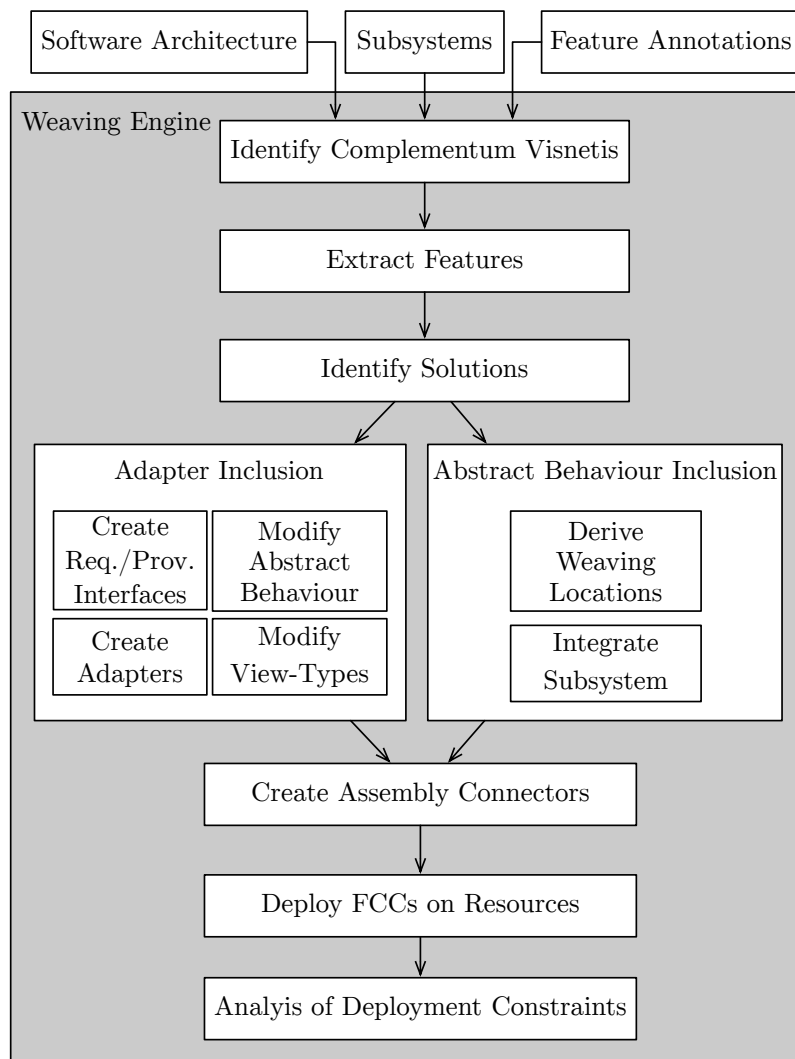 Software Architecture
Subsystems
Feature Annotations
Weaving Engine
Identify Complementum Visnetis
Extract Features
Identify Solutions
Adapter Inclusion
Create
Req./Prov.
Interfaces
Modify
Abstract
Behaviour
Create
Adapters
Modify
View-Types
Abstract Behaviour Inclusion
Derive
Weaving
Locations
Integrate
Subsystem
Create Assembly Connectors
Deploy FCCs on Resources
Analyis of Deployment Constraints